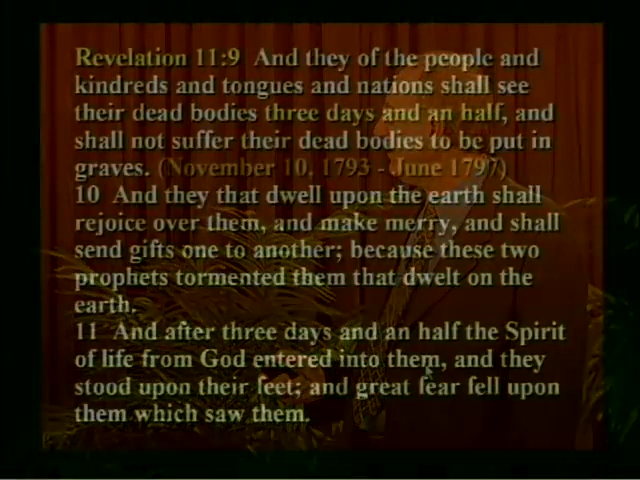 Revelation 11:9 And they of the people and
kindreds and tongues and nations shall see
their dead bodies three days and an half, and
shall not suffer their dead bodies to be put in
graves. (November 10, 1793 - June 1797)
10 And they that dwell upon the earth shall
rejoice over them, and make merry, and shall
send gifts one to another; because these two
prophets tormented them that dwelt on the
earth.
11 And after three days and an half the Spirit
of life from God entered into them, and they
stood upon their feet; and great fear fell upon
them which saw them.